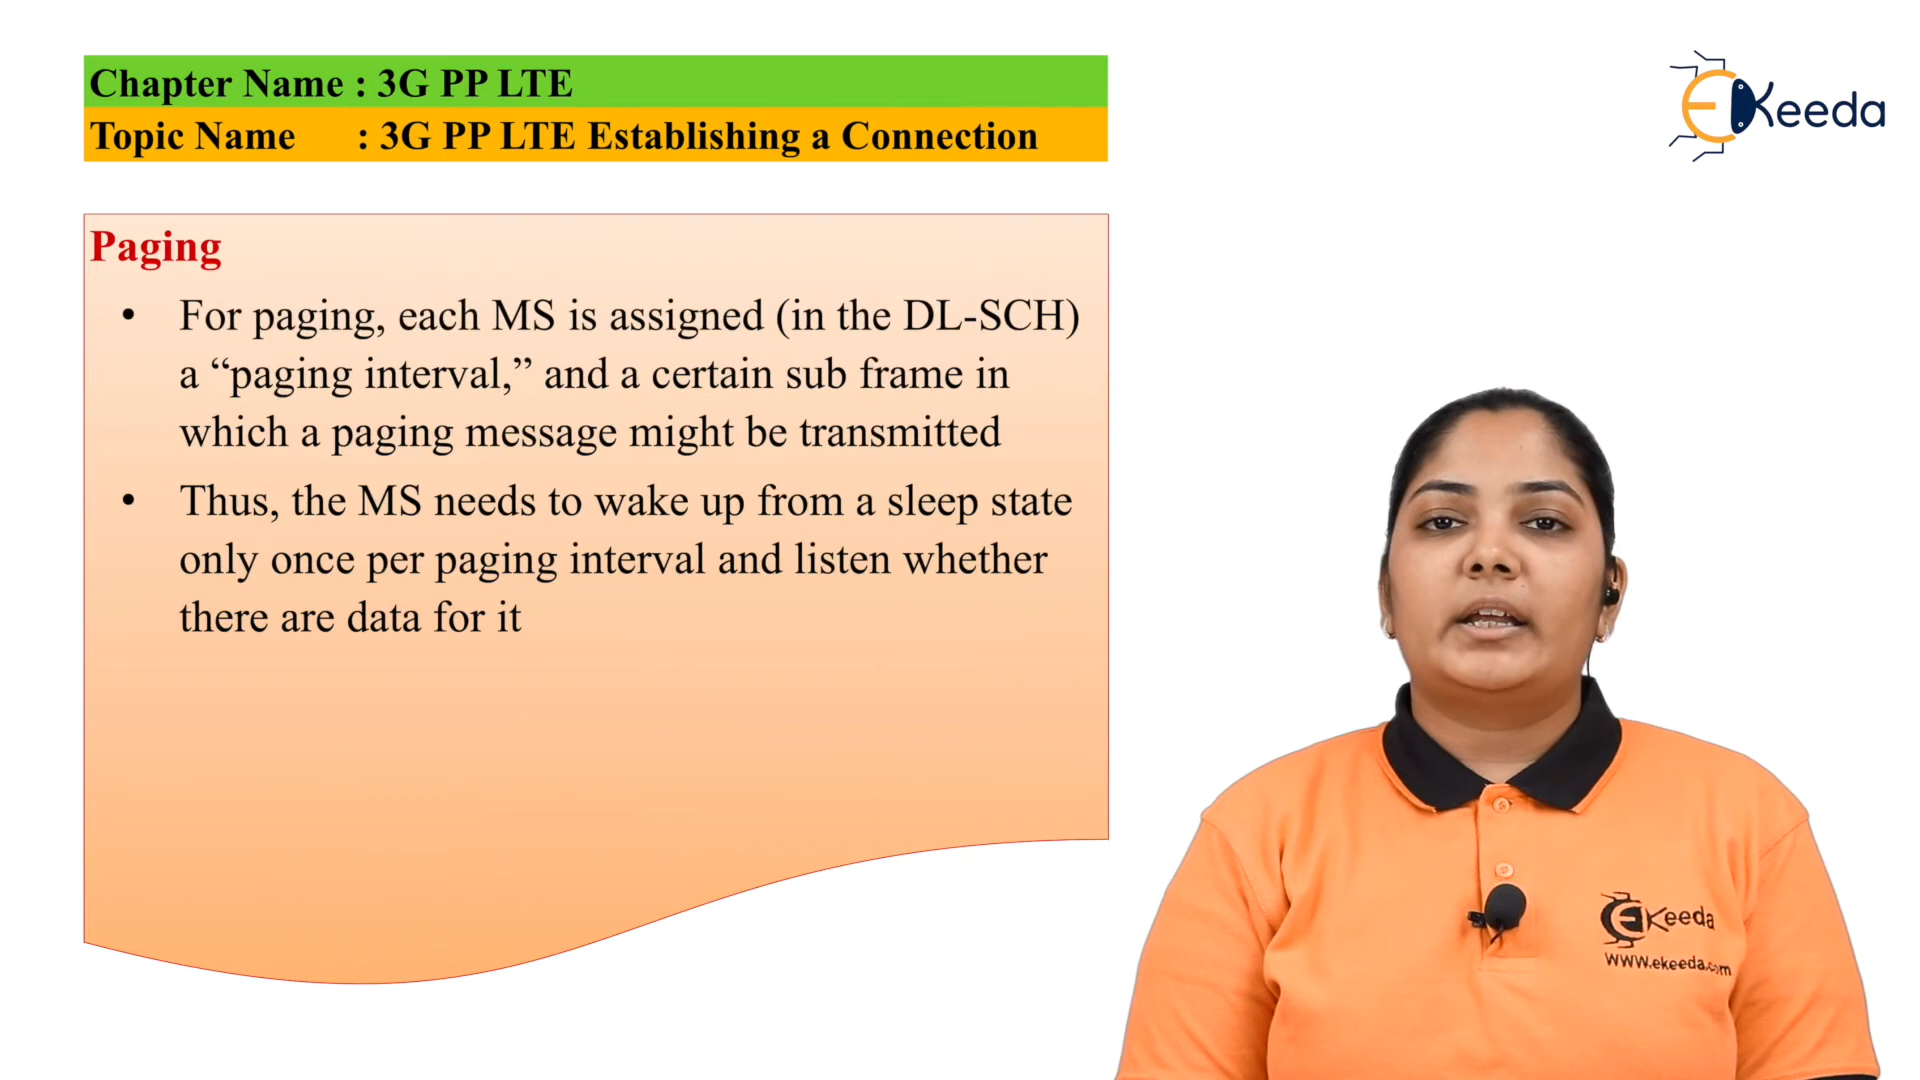 Chapter Name : 3G PP LTE
Topic Name : 3G PP LTE Establishing a Connection
EKeeda
Paging
• For paging, each MS is assigned (in the DL-SCH)
a “paging interval,” and a certain sub frame in
which a paging message might be transmitted
• Thus, the MS needs to wake up from a sleep state
only once per paging interval and listen whether
there are data for it
EKeeda
www.ekeeda.com